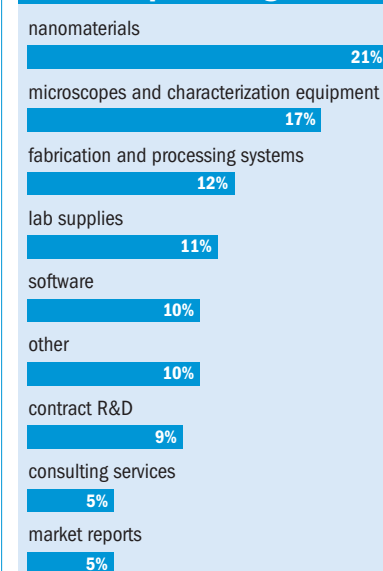 nanomaterials
21%
microscopes and characterization equipment
17%
fabrication and processing systems
12%
lab supplies
11%
software
10%
other
10%
contract R&D
9%
consulting services
5%
market reports
5%